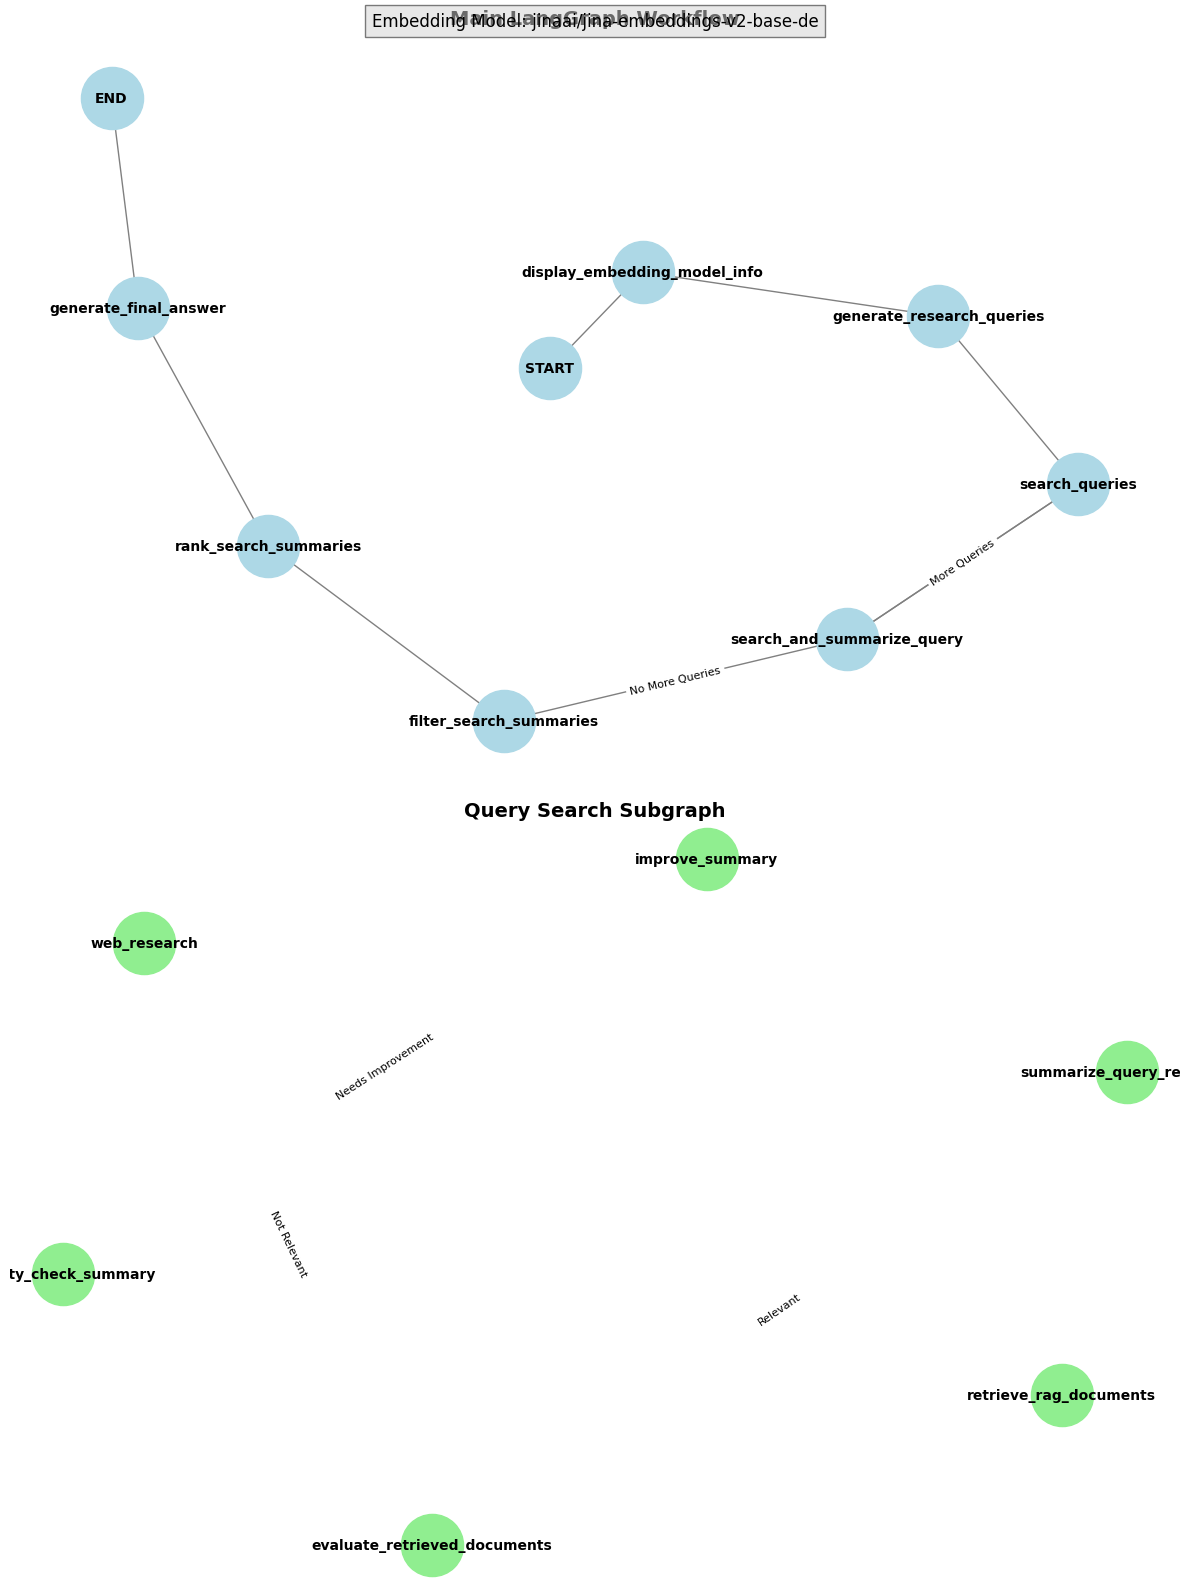 Main LangGraph Workflow
Embedding Model: jinaai/jina-embeddings-v2-base-de
END
display_embedding_model_info
generate_final_answer
generate_research_queries
START
search_queries
rank_search_summaries
More Queries
search_and_summarize_query
No More Queries
filter_search_summaries
Query Search Subgraph
improve_summary
web_research
Needs Improvement
summarize_query_re
Not Relevant
ty_check_summary
Relevant
retrieve_rag_documents
evaluate_retrieved_documents